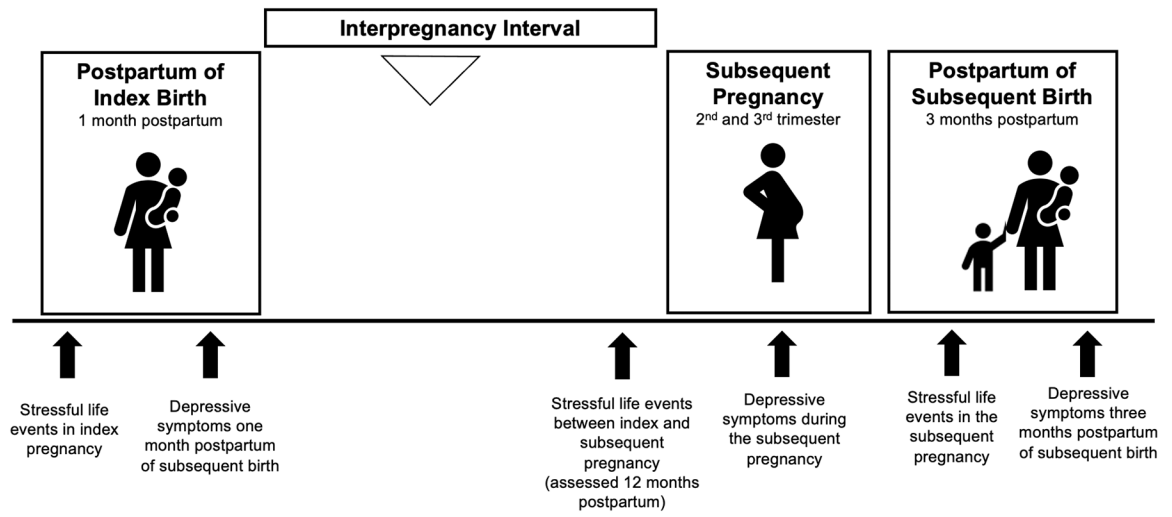 Interpregnancy Interval
Postpartum of
Index Birth
1 month postpartum
Subsequent
Pregnancy
2nd and 3rd trimester
Postpartum of
Subsequent Birth
3 months postpartum
Stressful life
events in index
pregnancy
Depressive
symptoms one
month postpartum
of subsequent birth
Stressful life events
between index and
subsequent
pregnancy
(assessed 12 months
postpartum)
Depressive
symptoms during
the subsequent
pregnancy
Stressful life
events in the
subsequent
pregnancy
Depressive
symptoms three
months postpartum
of subsequent birth